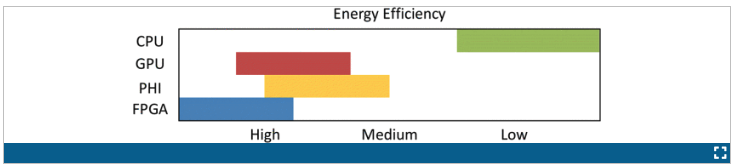 Energy Efficiency
CPU
GPU
PHI
FPGA
High Medium Low